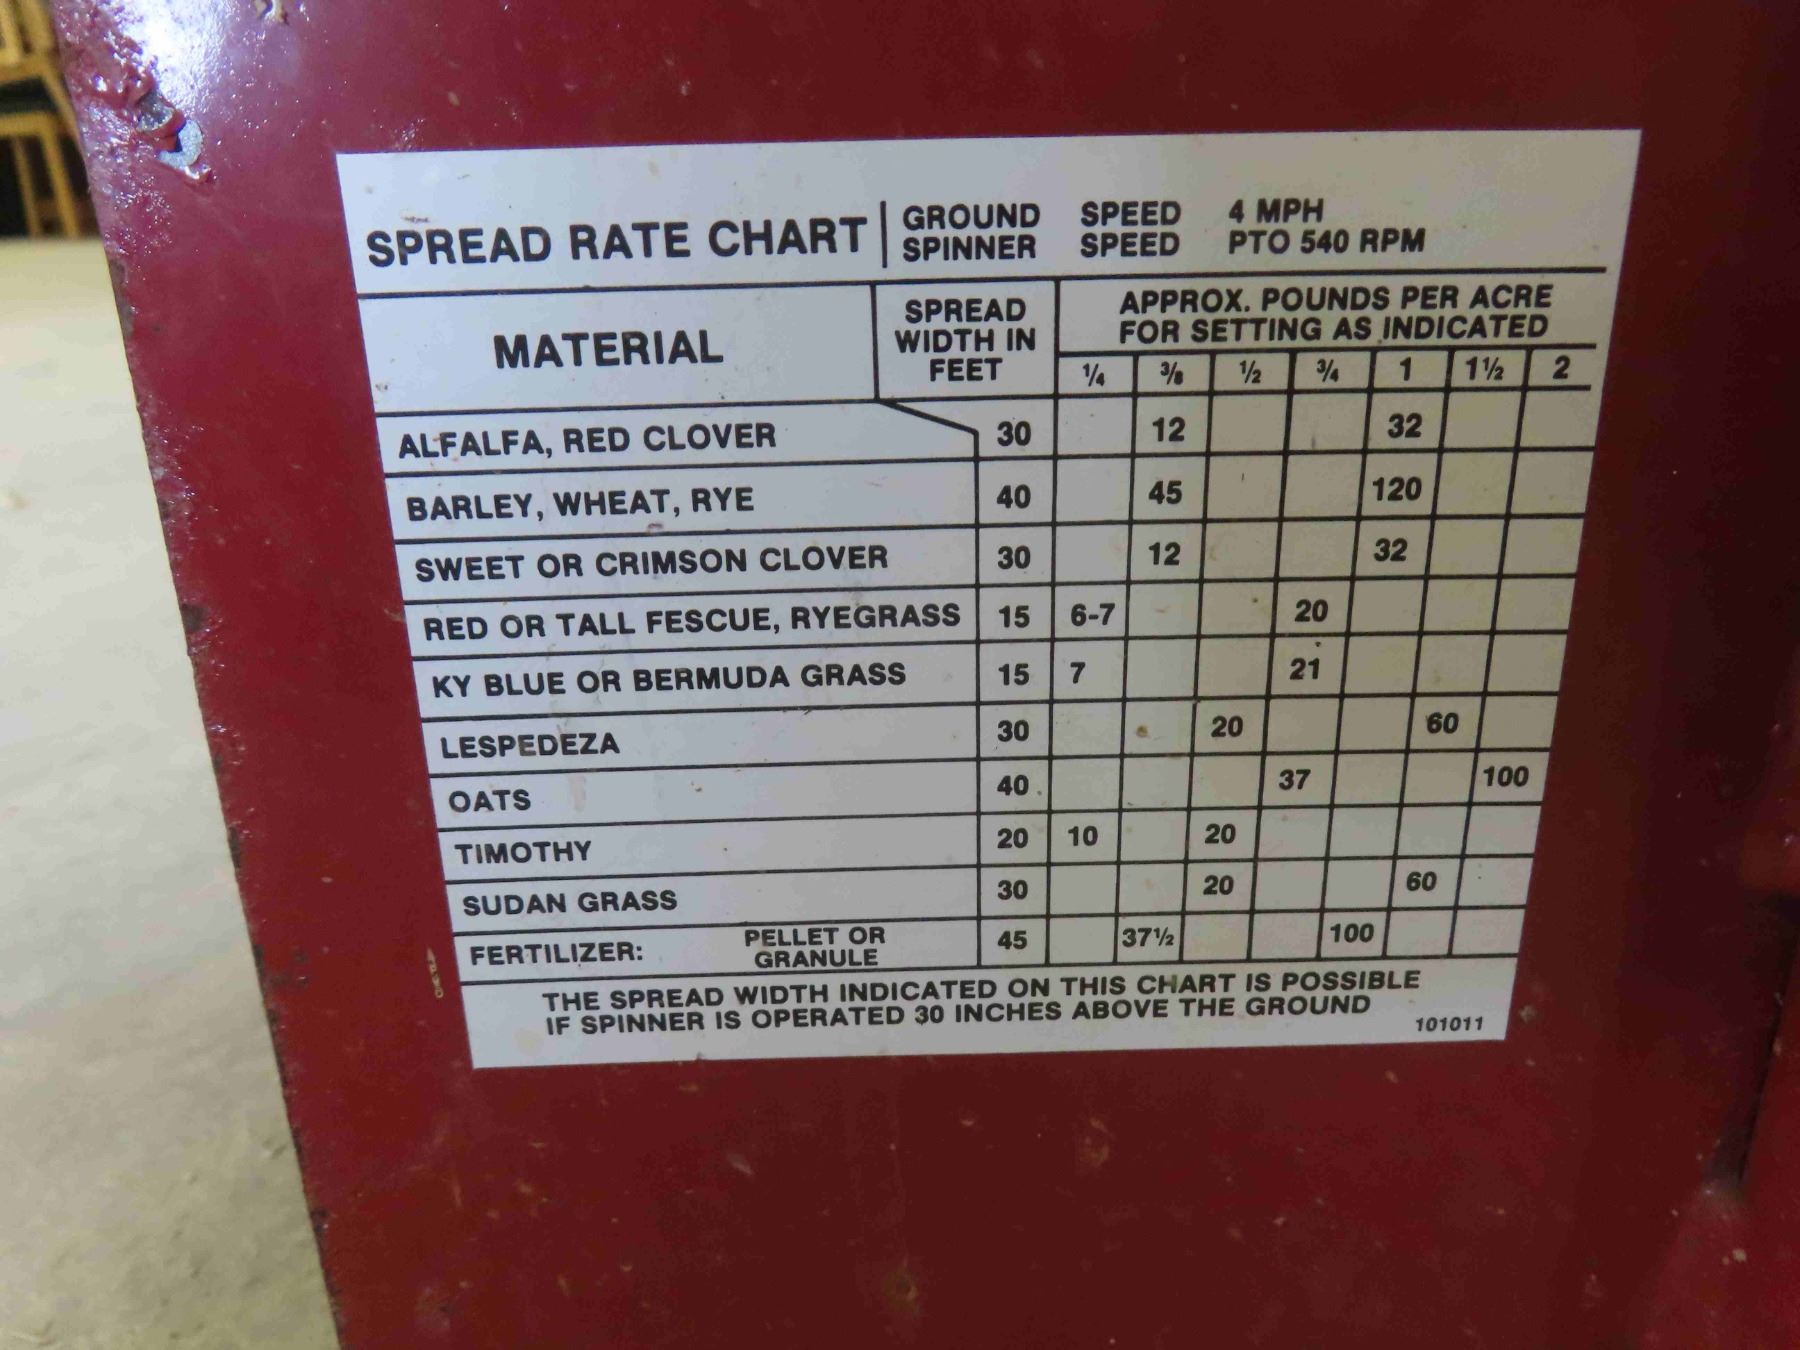 SPREAD RATE CHART
GROUND SPEED 4 MPH
SPINNER SPEED PTO 540 RPM
MATERIAL
SPREAD
WIDTH IN
FEET
APPROX. POUNDS PER ACRE
FOR SETTING AS INDICATED
1/4 3/8 1/2 3/4 1 1 1/2 2
ALFALFA, RED CLOVER 30 12 32
BARLEY, WHEAT, RYE 40 45 120
SWEET OR CRIMSON CLOVER 30 12 32
RED OR TALL FESCUE, RYEGRASS 15 6-7 20
KY BLUE OR BERMUDA GRASS 15 7 21
LESPEDEZA 30 20 60
OATS 40 37 100
TIMOTHY 20 10 20
SUDAN GRASS 30 20 60
FERTILIZER: PELLET OR
GRANULE 45 37 1/2 100
THE SPREAD WIDTH INDICATED ON THIS CHART IS POSSIBLE
IF SPINNER IS OPERATED 30 INCHES ABOVE THE GROUND
101011